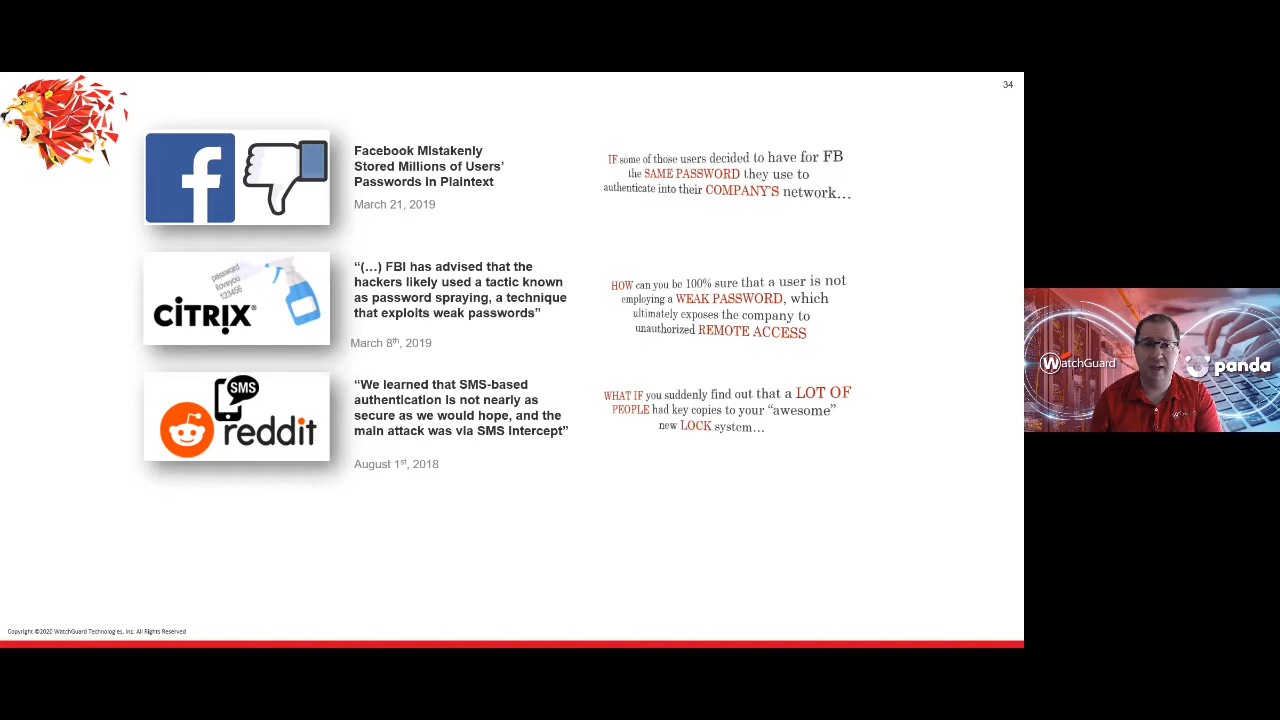 34
Facebook Mistakenly
Stored Millions of Users'
Passwords in Plaintext
March 21, 2019
IF some of those users decided to have for FB
the SAME PASSWORD they use to
authenticate into their COMPANY'S network…
password
iloveyou
123456
CİTRIX®
“(…) FBI has advised that the
hackers likely used a tactic known
as password spraying, a technique
that exploits weak passwords”
March 8th, 2019
HOW can you be 100% sure that a user is not
employing a WEAK PASSWORD, which
ultimately exposes the company to
unauthorized REMOTE ACCESS
SMS
reddit
“We learned that SMS-based
authentication is not nearly as
secure as we would hope, and the
main attack was via SMS Intercept”
August 1st, 2018
WHAT IF you suddenly find out that a LOT OF
PEOPLE had key copies to your “awesome”
new LOCK system…
WatchGuard
panda
Copyright ©2020 WatchGuard Technologies, Inc. All Rights Reserved